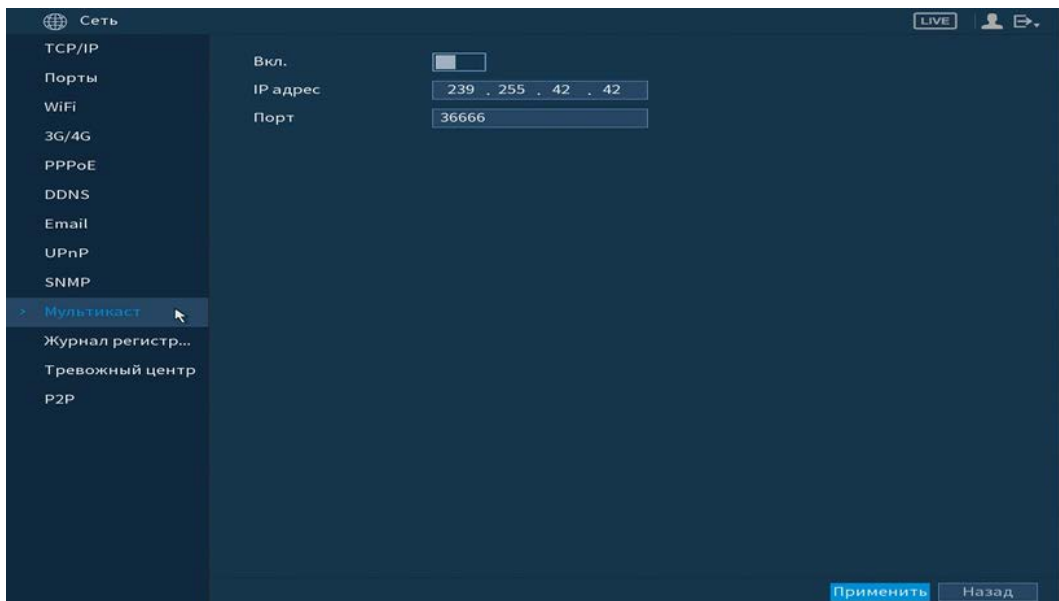 Сеть
LIVE
TCP/IP
Порты
WiFi
3G/4G
PPPoE
DDNS
Email
UPnP
SNMP
> Мультикаст
Журнал регистр...
Тревожный центр
P2P
Вкл.
IP адрес 239 . 255 . 42 . 42
Порт 36666
Применить Назад